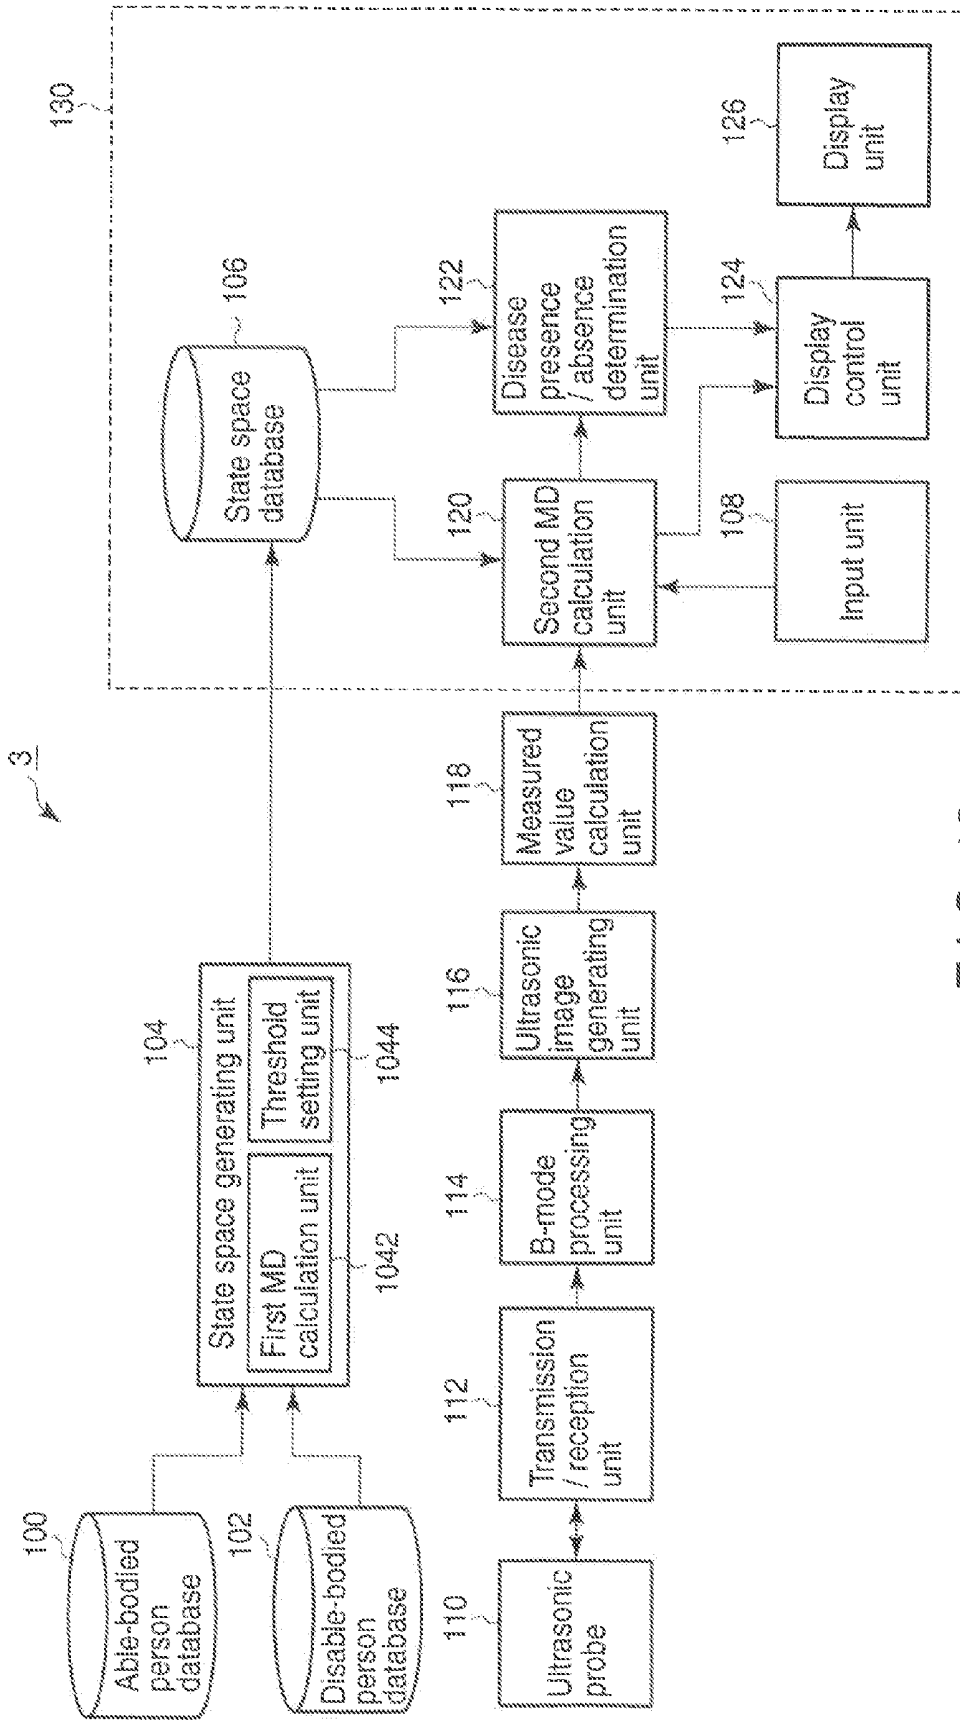 3
130
100
Able-bodied
person
database
102
Disable-bodied
person
database
104
State space generating unit
First MD
calculation unit
1042
Threshold
setting unit
1044
106
State space
database
110
Ultrasonic
probe
112
Transmission
/ reception
unit
114
B-mode
processing
unit
116
Ultrasonic
image
generating
unit
118
Measured
value
calculation
unit
120
Second MD
calculation
unit
122
Disease
presence
/ absence
determination
unit
108
Input unit
124
Display
control
unit
126
Display
unit